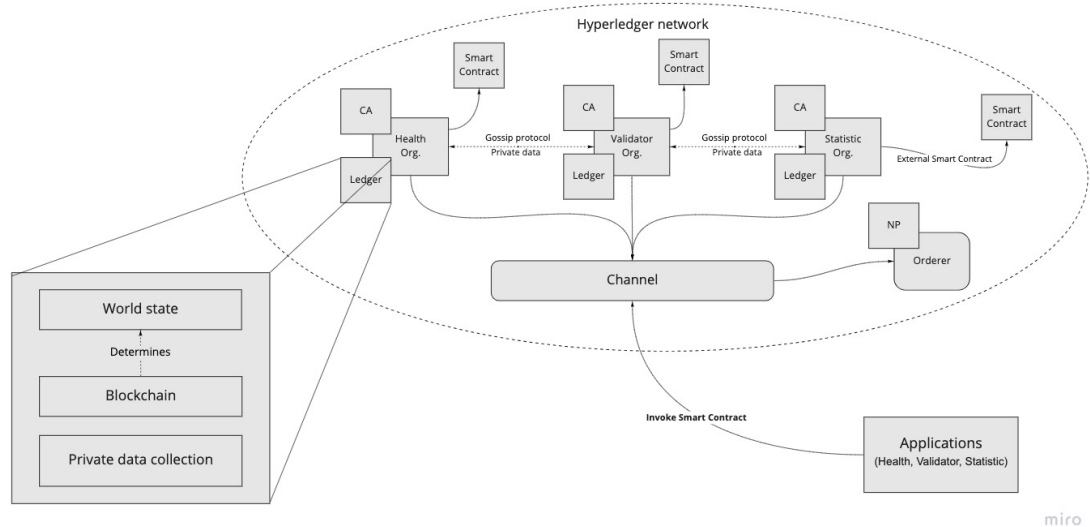 Hyperledger network
Smart
Contract
Smart
Contract
Smart
Contract
CA
CA
CA
Health
Org.
Gossip protocol
Private data
Validator
Org.
Gossip protocol
Private data
Statistic
Org.
External Smart Contract
Ledger
Ledger
Ledger
NP
Orderer
Channel
World state
Determines
Blockchain
Private data collection
Invoke Smart Contract
Applications
(Health, Validator, Statistic)
miro